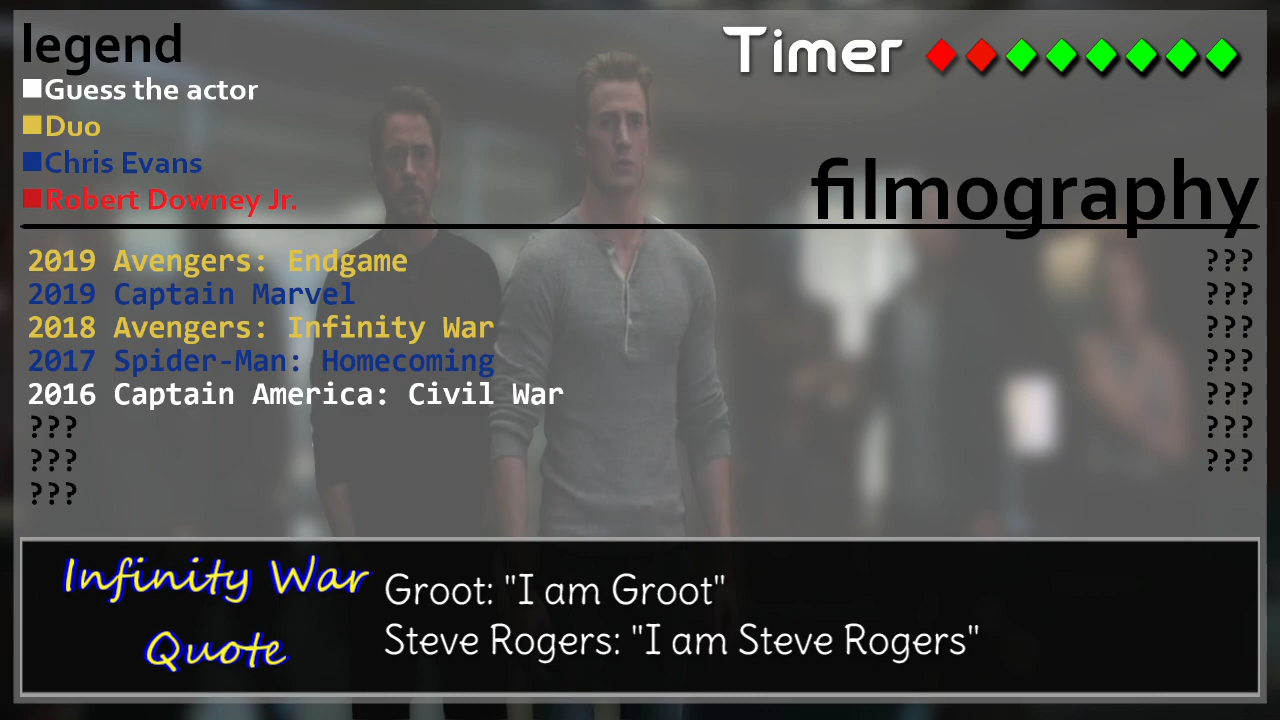 legend
Timer
Guess the actor
Duo
Chris Evans
Robert Downey Jr.
filmography
2019 Avengers: Endgame
2019 Captain Marvel
2018 Avengers: Infinity War
2017 Spider-Man: Homecoming
2016 Captain America: Civil War
???
???
???
???
???
???
???
???
???
???
Infinity War
Quote
Groot: "I am Groot"
Steve Rogers: "I am Steve Rogers"